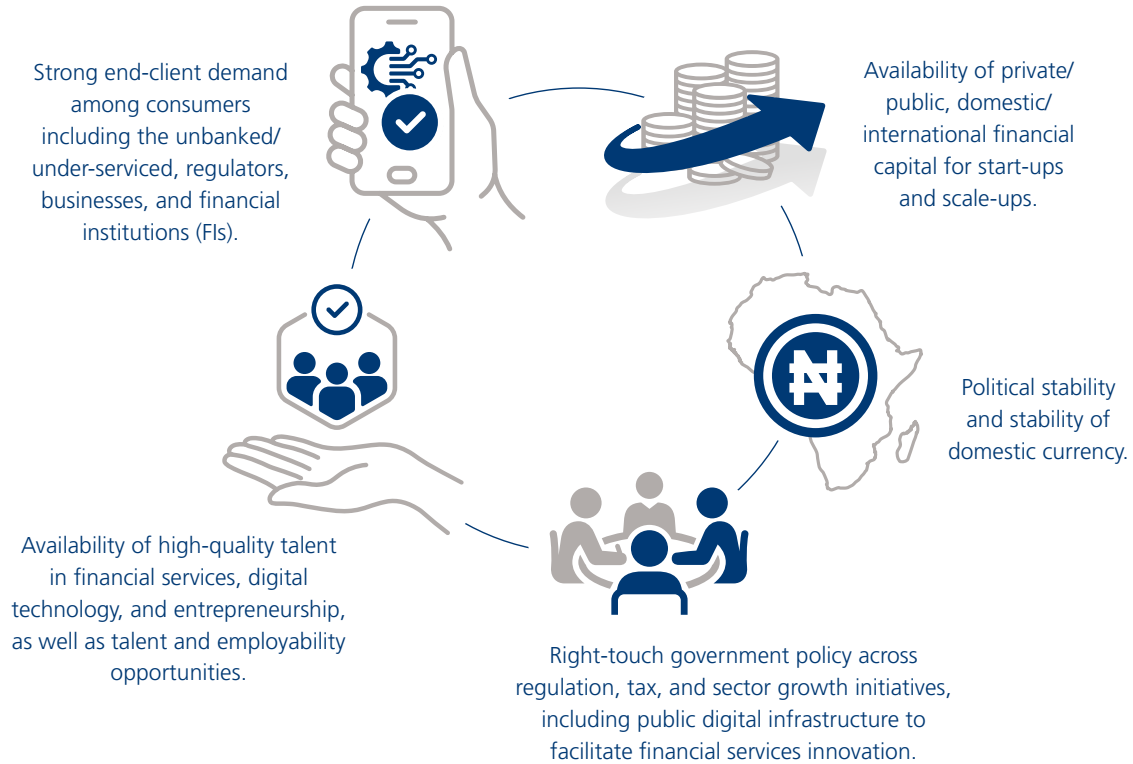 Strong end-client demand
among consumers
including the unbanked/
under-serviced, regulators,
businesses, and financial
institutions (FIs).
Availability of private/
public, domestic/
international financial
capital for start-ups
and scale-ups.
Political stability
and stability of
domestic currency.
Availability of high-quality talent
in financial services, digital
technology, and entrepreneurship,
as well as talent and employability
opportunities.
Right-touch government policy across
regulation, tax, and sector growth initiatives,
including public digital infrastructure to
facilitate financial services innovation.